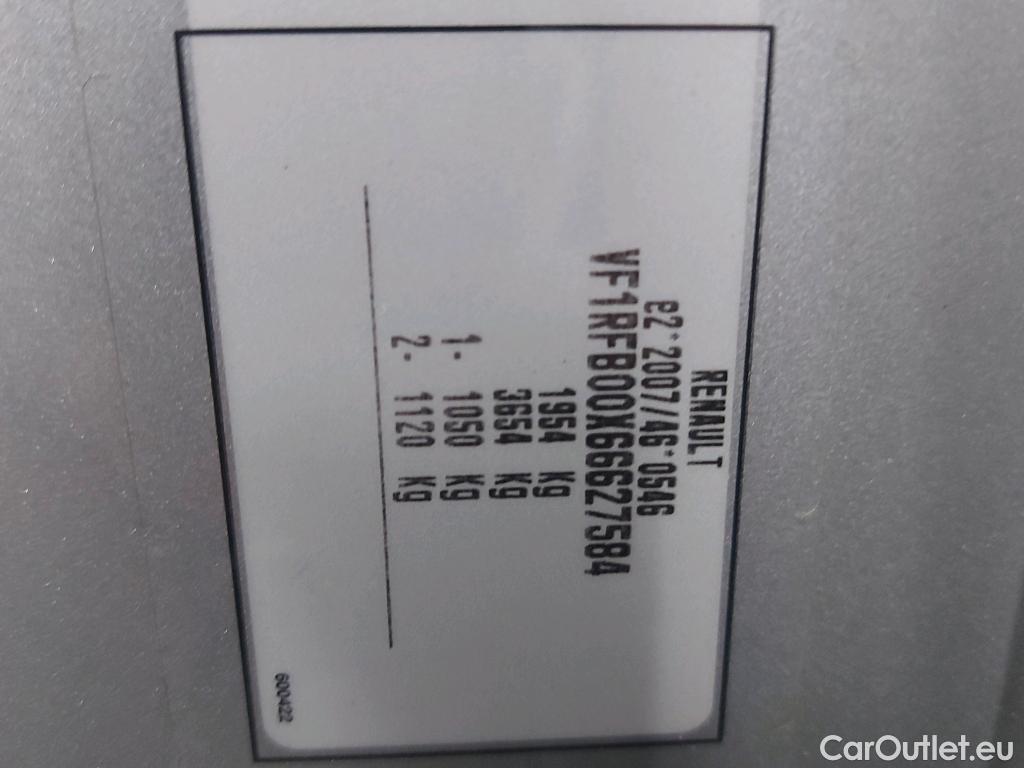 RENAULT
e2*2007/46*0546
VF1RFB00X66627584
1954 Kg
3654 Kg
1- 1050 Kg
2- 1120 Kg
600422
CarOutlet.eu